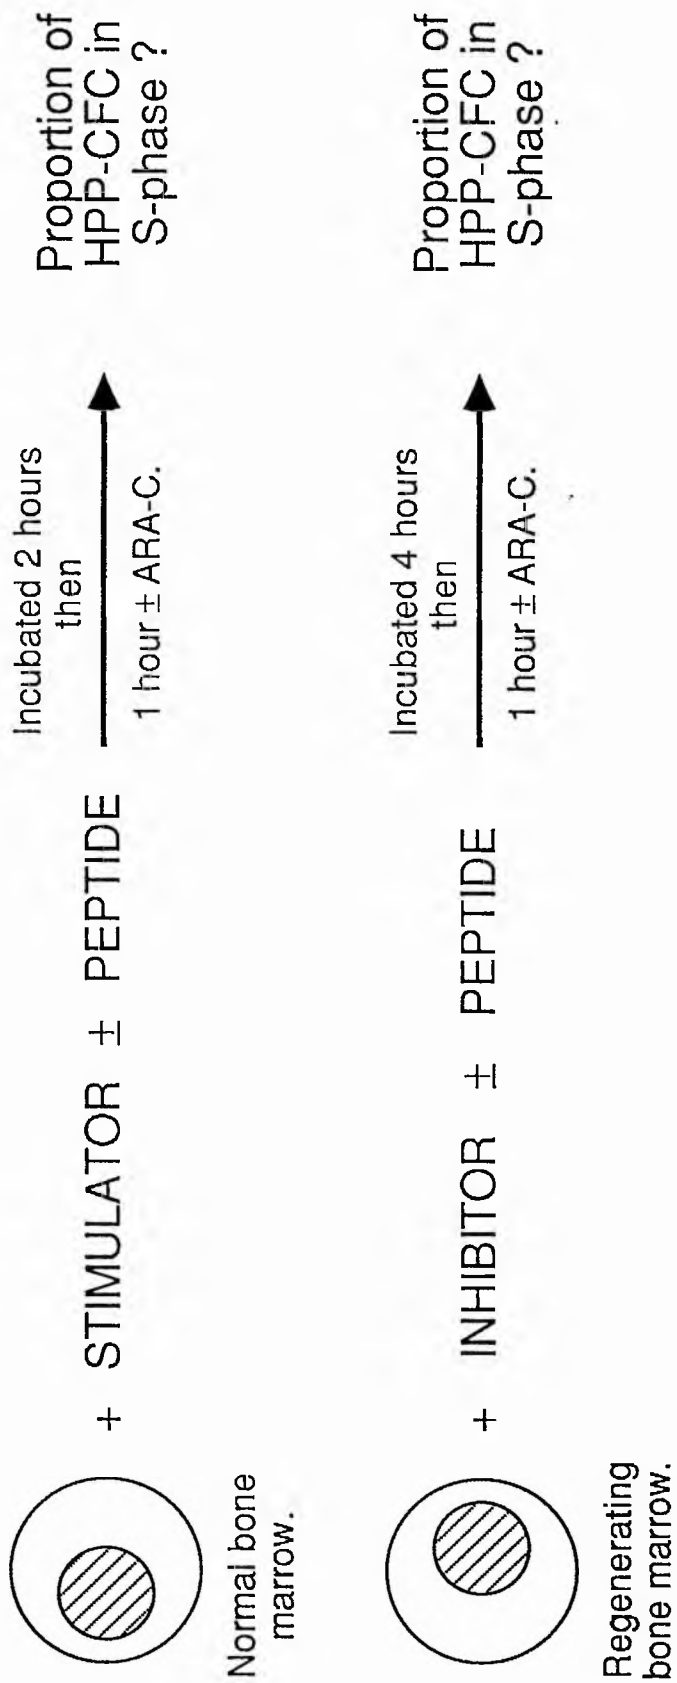 Normal bone
marrow.
+ STIMULATOR ± PEPTIDE
Incubated 2 hours
then
1 hour ± ARA-C.
Proportion of
HPP-CFC in
S-phase ?
Regenerating
bone marrow.
+ INHIBITOR ± PEPTIDE
Incubated 4 hours
then
1 hour ± ARA-C.
Proportion of
HPP-CFC in
S-phase ?